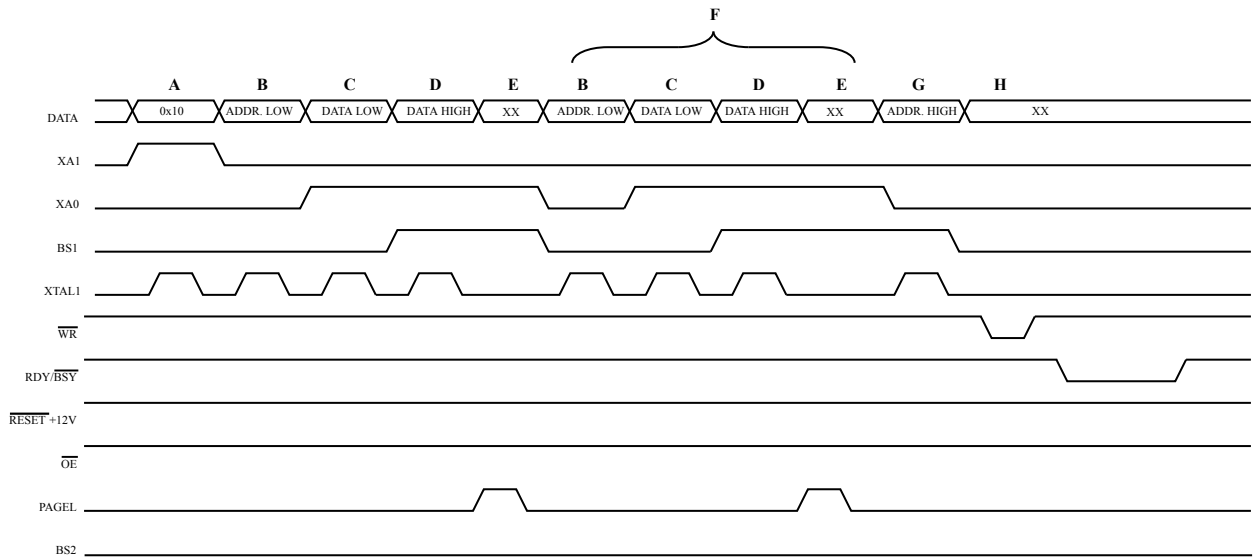 F
A B C D E B C D E G H
DATA 0x10 ADDR. LOW DATA LOW DATA HIGH XX ADDR. LOW DATA LOW DATA HIGH XX ADDR. HIGH XX
XA1
XA0
BS1
XTAL1
WR
RDY/BSY
RESET +12V
OE
PAGEL
BS2